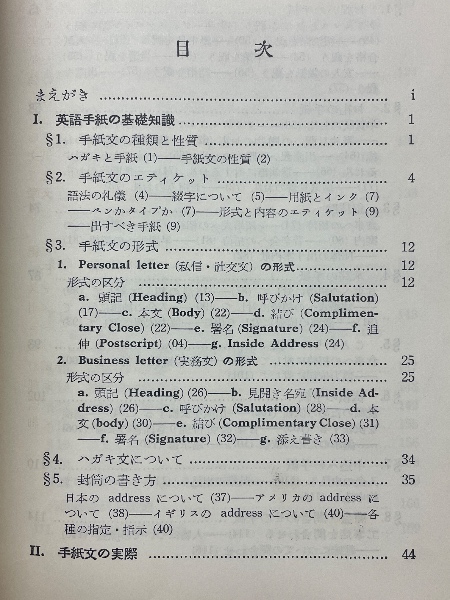 目次
まえがき i
I. 英語手紙の基礎知識 1
§1. 手紙文の種類と性質 1
ハガキと手紙 (1)——手紙文の性質 (2)
§2. 手紙文のエティケット 4
語法の礼儀 (4)——綴字について (5)——用紙とインク (7)
——ペンかタイプか (7)——形式と内容のエティケット (9)
——出すべき手紙 (9)
§3. 手紙文の形式 12
1. Personal letter (私信・社交文) の形式 12
形式の区分 12
a. 頭記 (Heading) (13)—b. 呼びかけ (Salutation)
(17)—c. 本文 (Body) (22)—d. 結び (Complimen-
tary Close) (22)—e. 署名 (Signature) (24)—f. 追
伸 (Postscript) (04)—g. Inside Address (24)
2. Business letter (実務文) の形式 25
形式の区分 25
a. 頭記 (Heading) (26)—b. 見開き名宛 (Inside Ad-
dress) (26)—c. 呼びかけ (Salutation) (28)—d. 本
文 (body) (30)—e. 結び (Complimentary Close) (31)
—f. 署名 (Signature) (32)—g. 添え書き (33)
§4. ハガキ文について 34
§5. 封筒の書き方 35
日本の address について (37)——アメリカの address に
ついて (38)——イギリスの address について (40)——各
種の指定・指示 (40)
II. 手紙文の実際 44